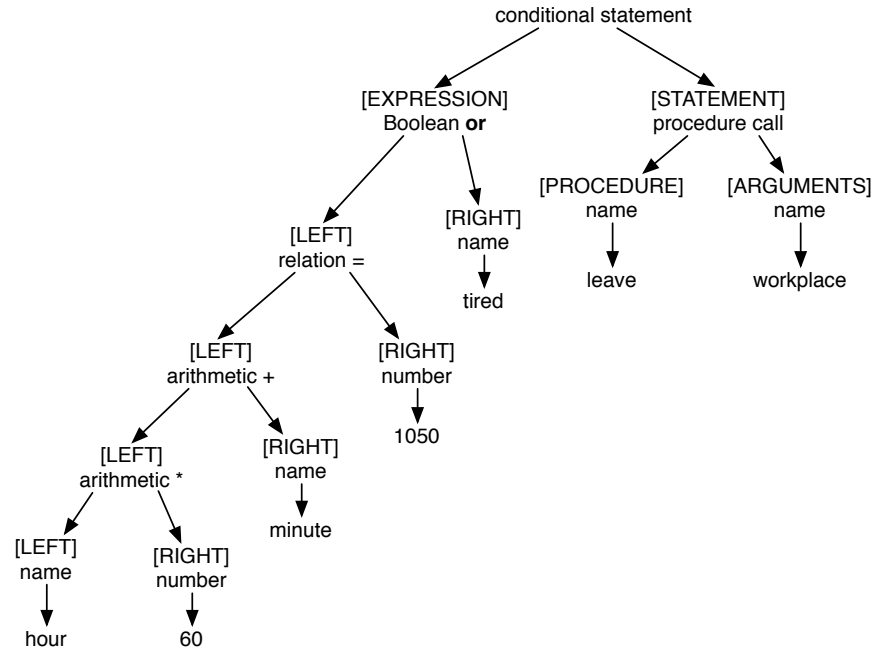 conditional statement
[EXPRESSION]
Boolean or
[STATEMENT]
procedure call
[LEFT]
relation =
[RIGHT]
name
tired
[PROCEDURE]
name
leave
[ARGUMENTS]
name
workplace
[LEFT]
arithmetic +
[RIGHT]
number
1050
[LEFT]
arithmetic *
[RIGHT]
name
minute
[LEFT]
name
hour
[RIGHT]
number
60